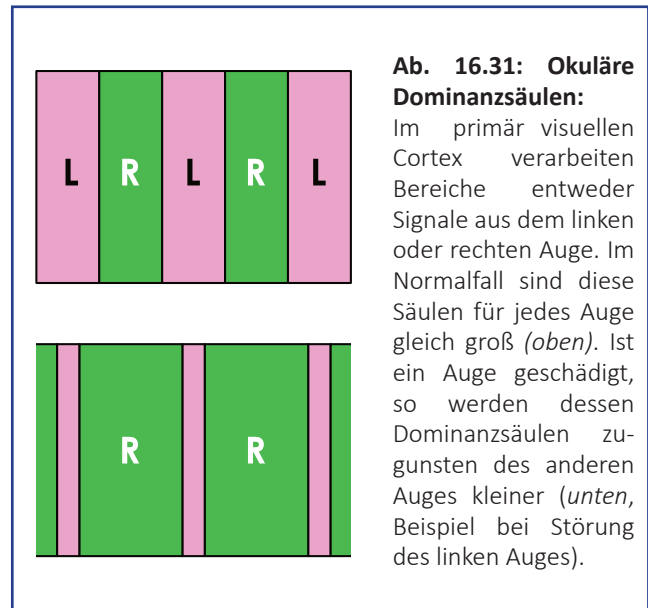 L R L R L
R R
Ab. 16.31: Okuläre
Dominanzsäulen:
Im primär visuellen
Cortex verarbeiten
Bereiche entweder
Signale aus dem linken
oder rechten Auge. Im
Normalfall sind diese
Säulen für jedes Auge
gleich groß (oben). Ist
ein Auge geschädigt,
so werden dessen
Dominanzsäulen zu-
gunsten des anderen
Auges kleiner (unten,
Beispiel bei Störung
des linken Auges).